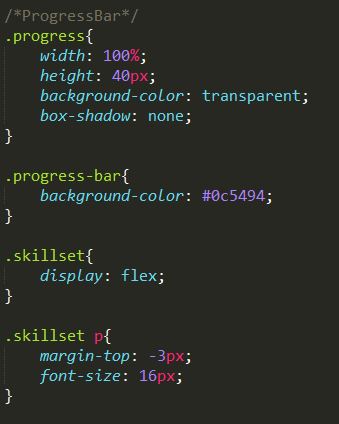 /*ProgressBar*/
.progress{
    width: 100%;
    height: 40px;
    background-color: transparent;
    box-shadow: none;
}

.progress-bar{
    background-color: #0c5494;
}

.skillset{
    display: flex;
}

.skillset p{
    margin-top: -3px;
    font-size: 16px;
}